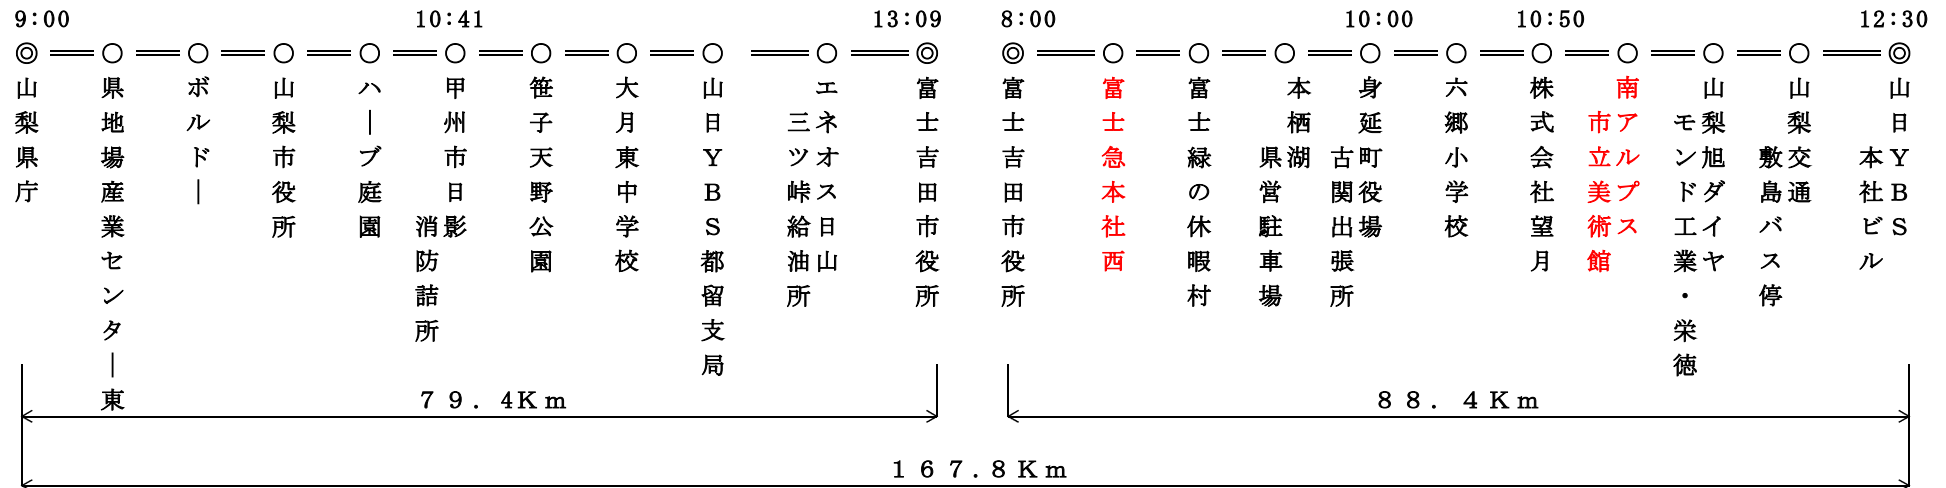 9:00 10:41 13:09 8:00 10:00 10:50 12:30
山梨県庁
県地場産業センター東
ボルドー
山梨市役所
ハーブ庭園
甲州市日影
消防詰所
笹子天野公園
大月東中学校
山日YBS都留支局
エネオス日山
三ツ峠給油所
富士吉田市役所
富士吉田市役所
富士急本社西
富士緑の休暇村
本栖湖
県営駐車場
身延町役場
古関出張所
六郷小学校
株式会社望月
南アルプス
市立美術館
山梨旭ダイヤ
モンド工業・栄徳
山梨交通
敷島バス停
山日YBS
本社ビル
79.4Km
88.4Km
167.8Km